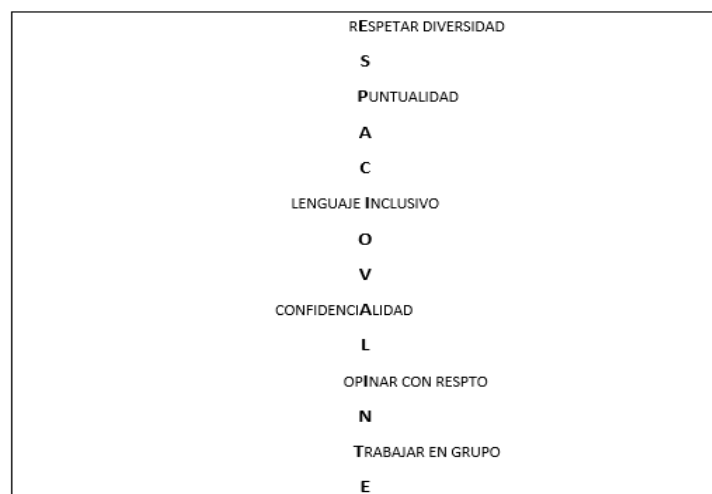 RESPETAR DIVERSIDAD
S
PUNTUALIDAD
A
C
LENGUAJE INCLUSIVO
O
V
CONFIDENCIALIDAD
L
OPINAR CON RESPTO
N
TRABAJAR EN GRUPO
E